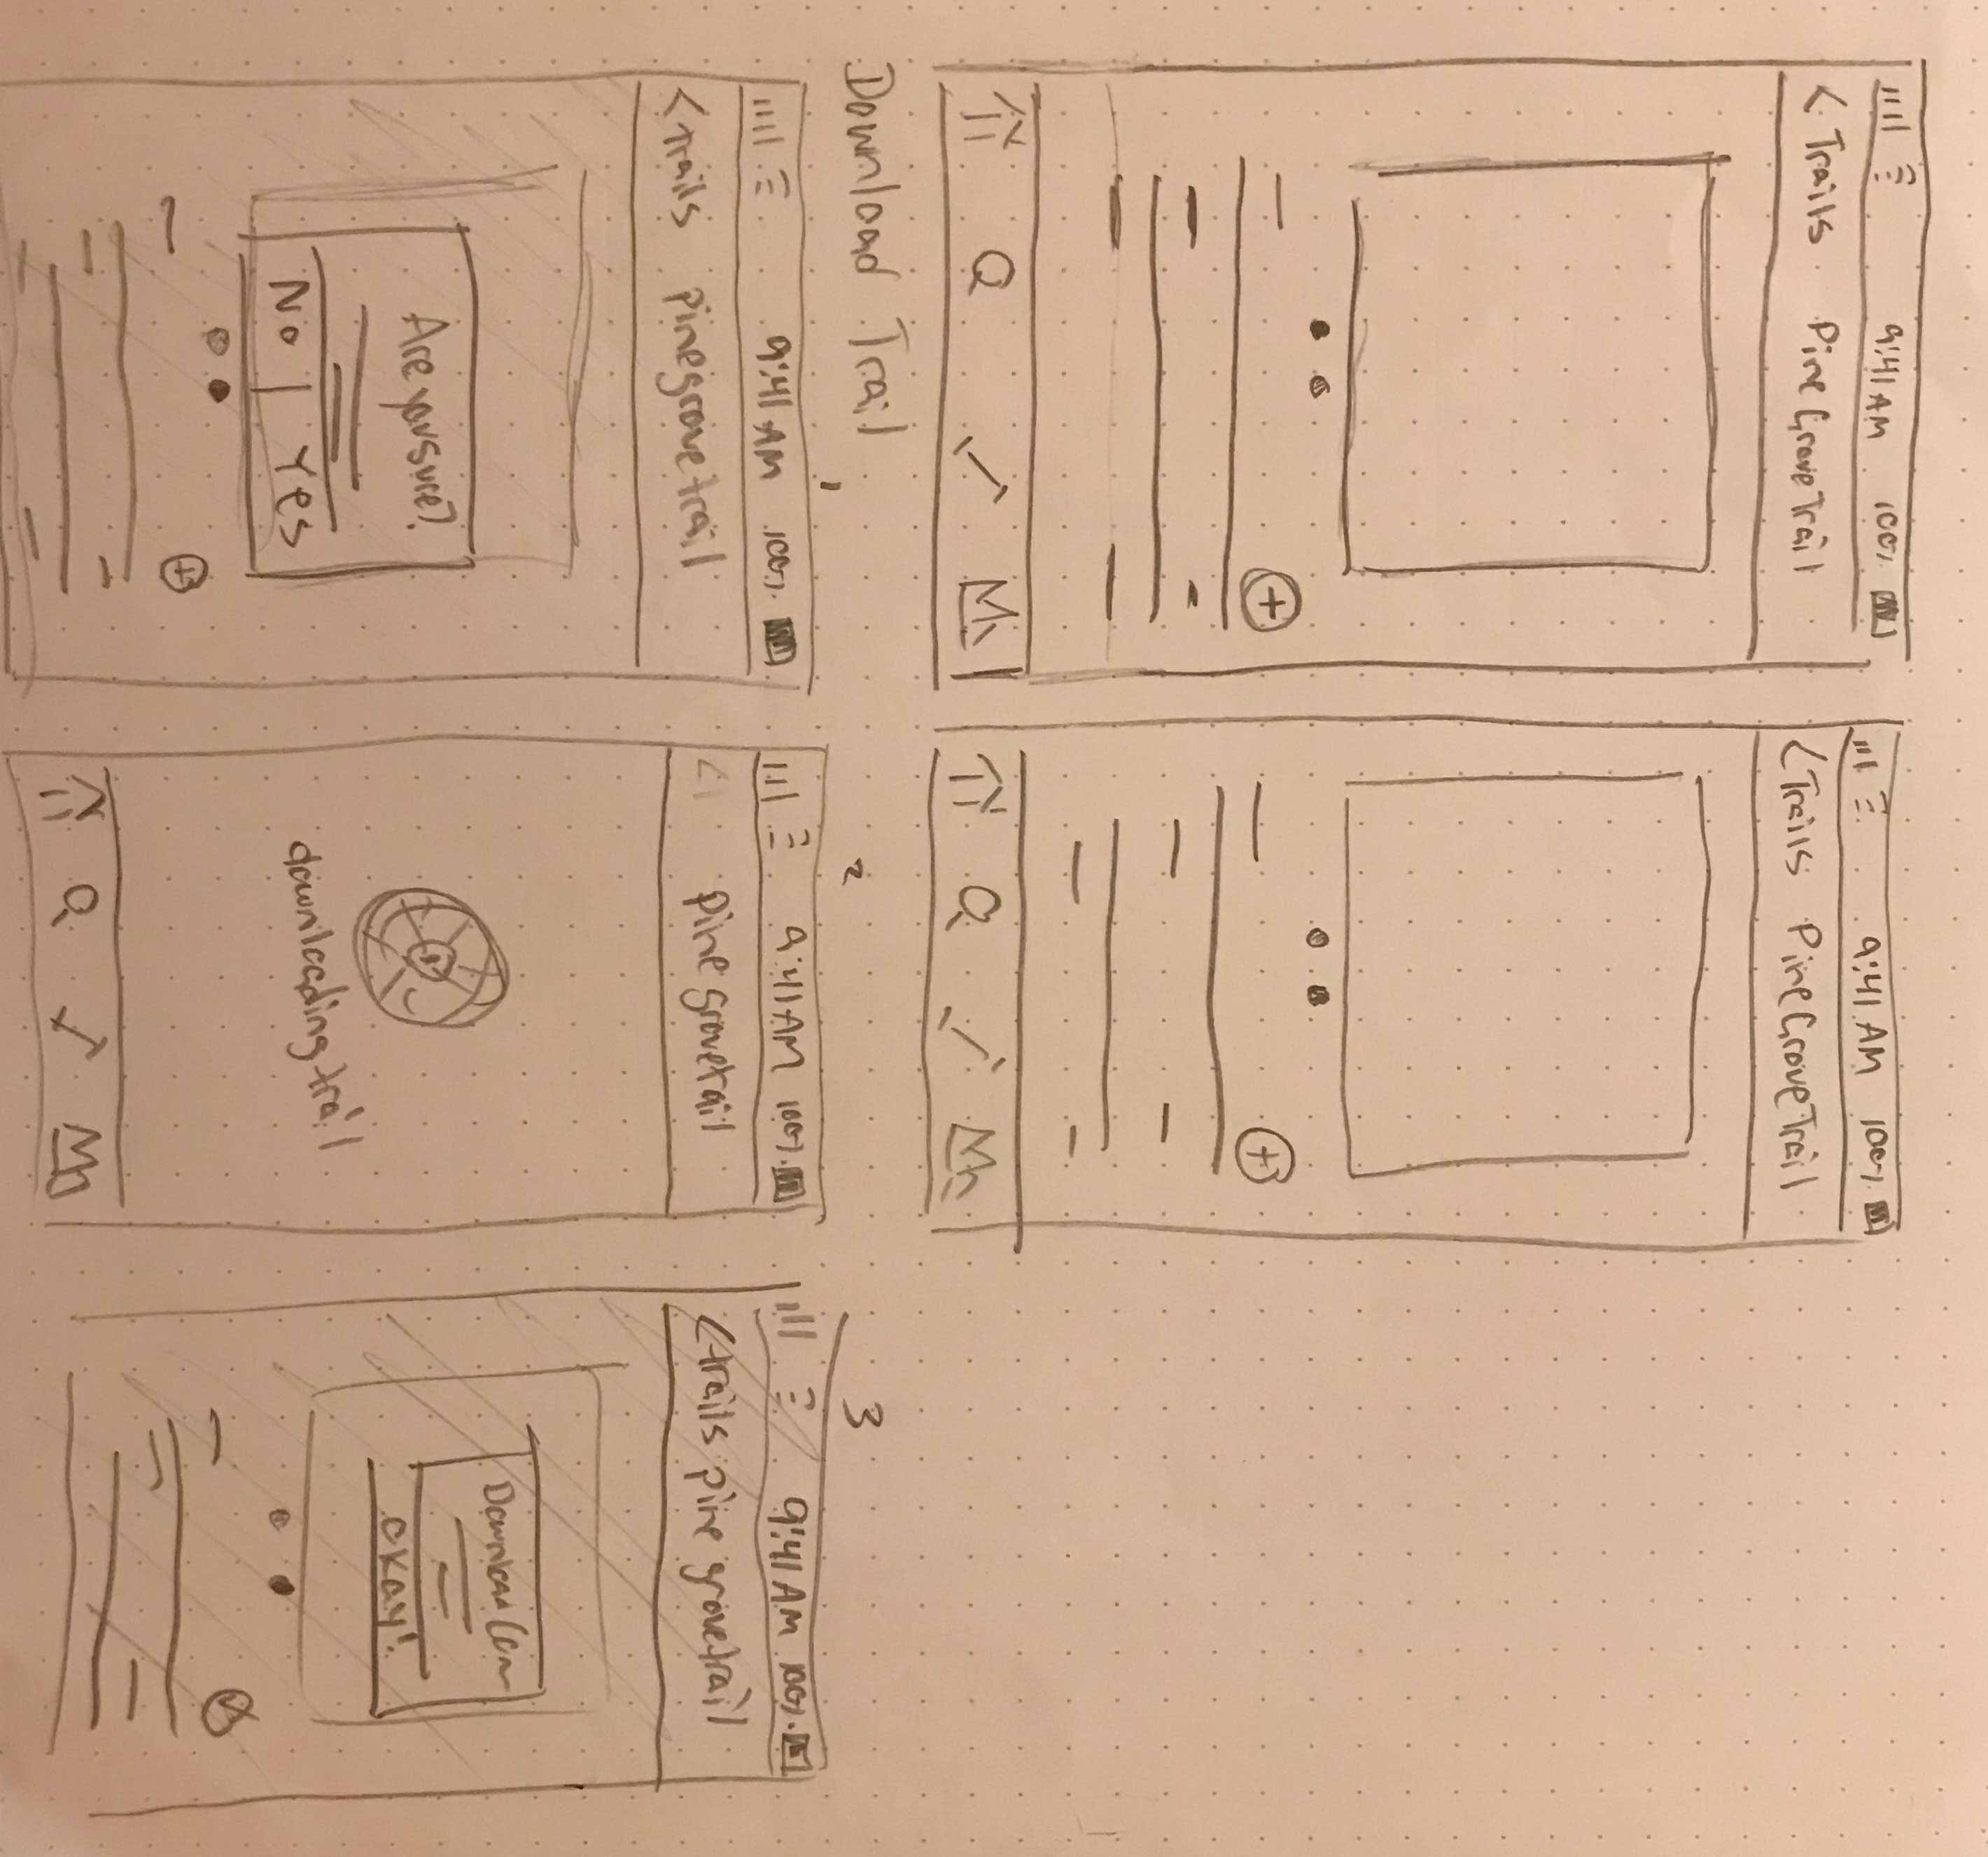 9:41 AM 100%
< Trails Pine Grove Trail
9:41 AM 100%
< Trails Pine Grove Trail
Download Trail
1
9:41 AM 100%
< trails pine grove trail
Are you sure?
No | Yes
2
9:41 AM 100%
< pine grove trail
downloading trail
3
9:41 AM 100%
< trails pine grove trail
Download
okay!